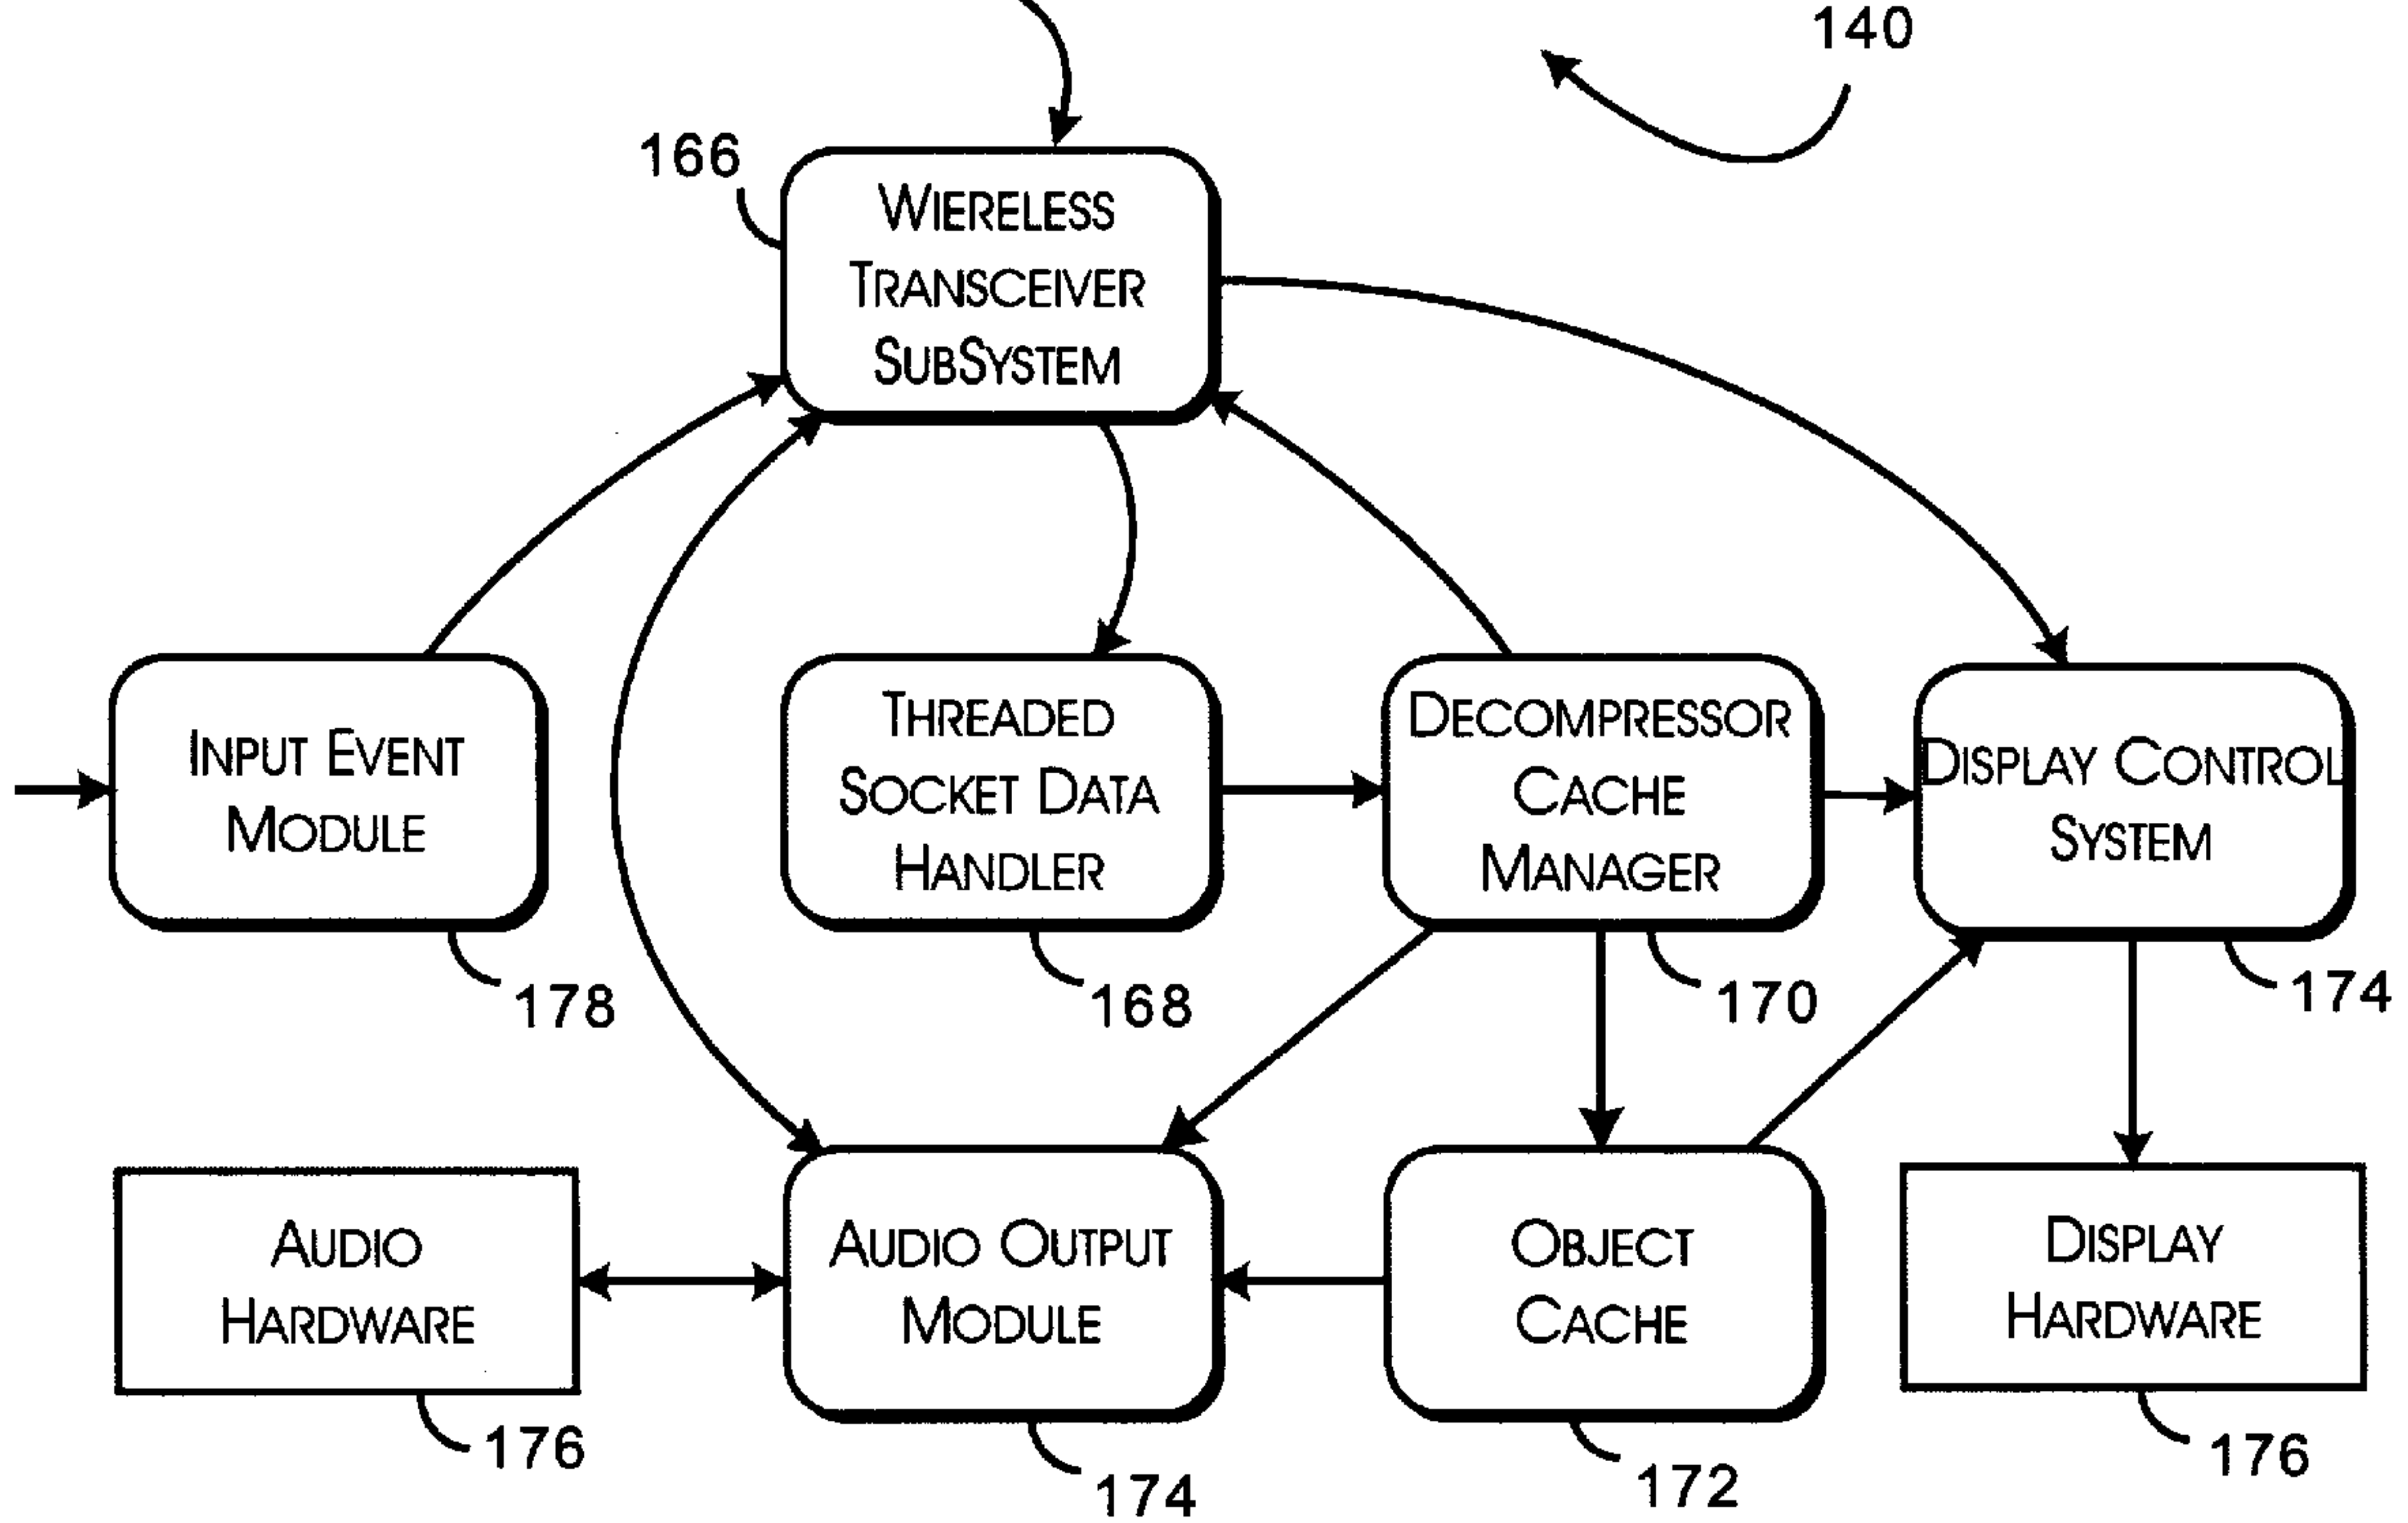 140
166
WIERELESS
TRANSCEIVER
SUBSYSTEM
INPUT EVENT
MODULE
178
THREADED
SOCKET DATA
HANDLER
168
DECOMPRESSOR
CACHE
MANAGER
170
DISPLAY CONTROL
SYSTEM
174
AUDIO
HARDWARE
176
AUDIO OUTPUT
MODULE
174
OBJECT
CACHE
172
DISPLAY
HARDWARE
176